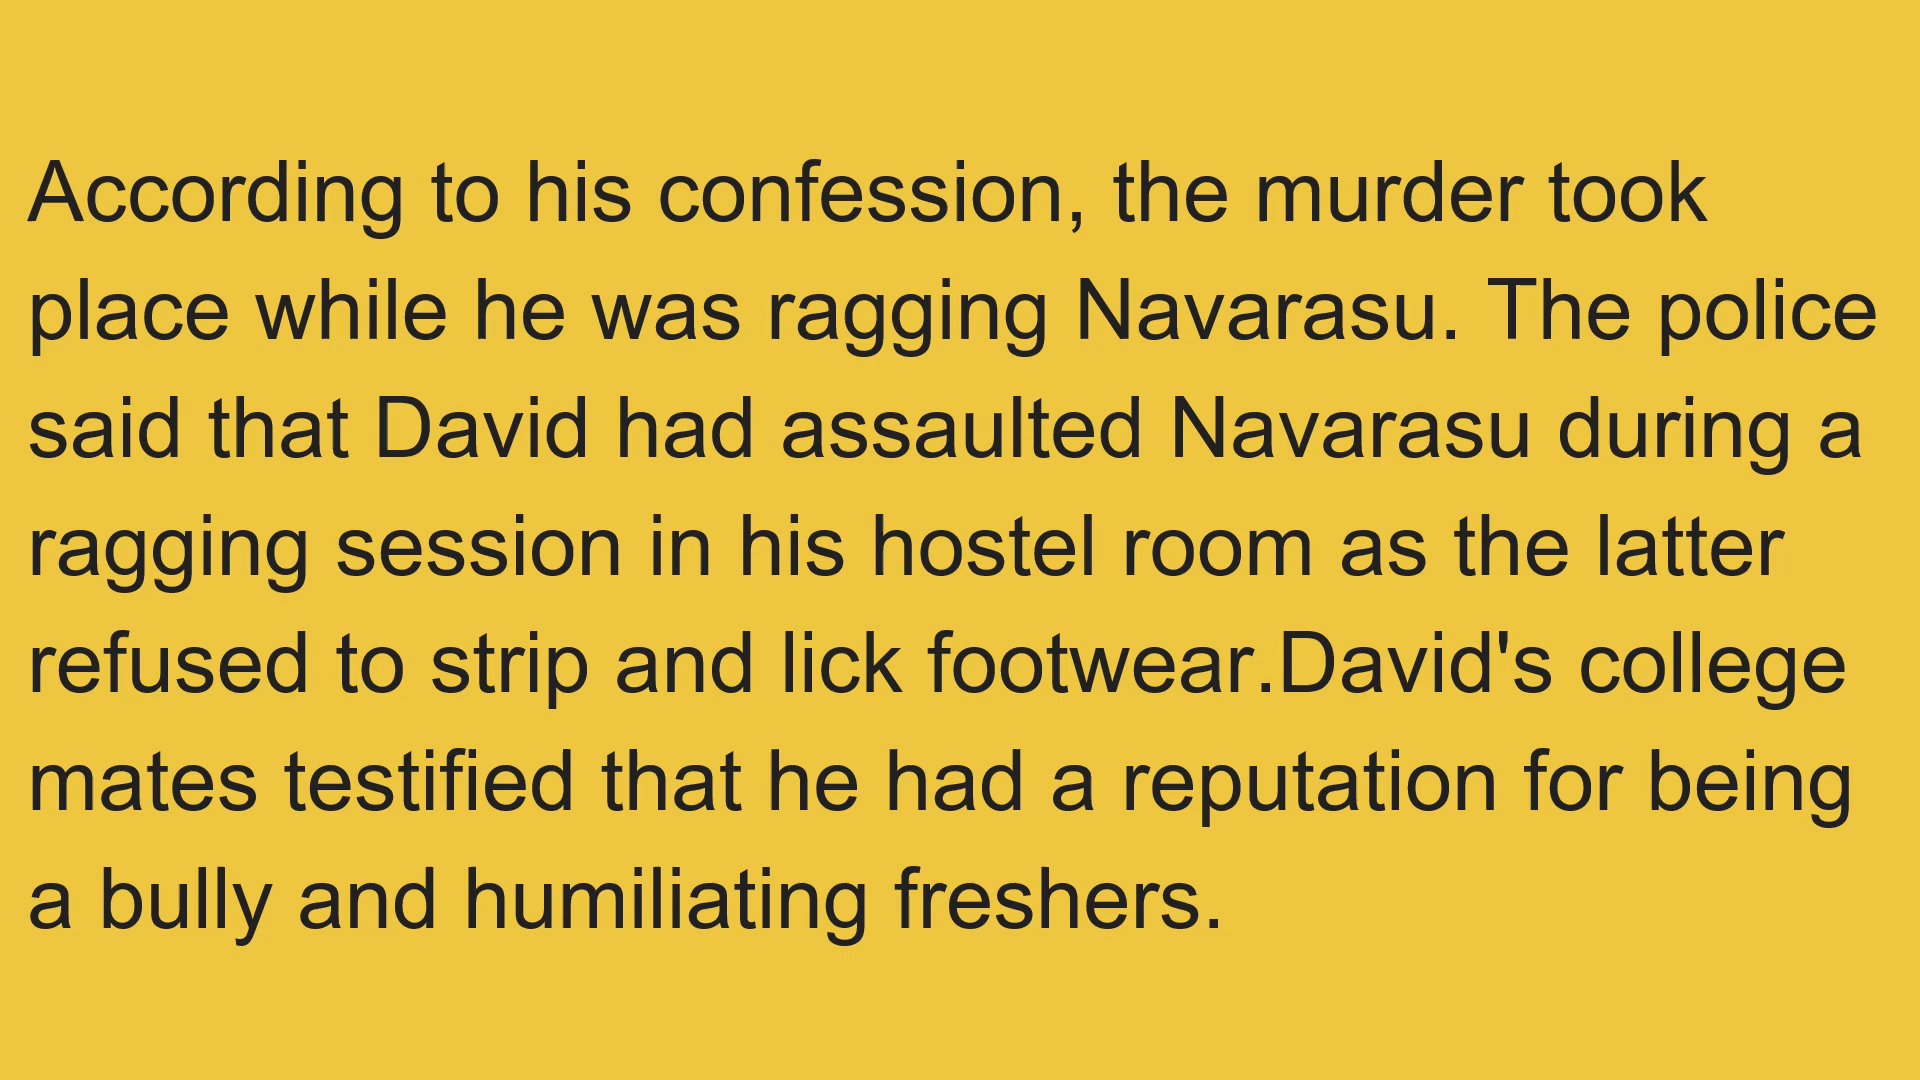 According to his confession, the murder took
place while he was ragging Navarasu. The police
said that David had assaulted Navarasu during a
ragging session in his hostel room as the latter
refused to strip and lick footwear.David's college
mates testified that he had a reputation for being
a bully and humiliating freshers.